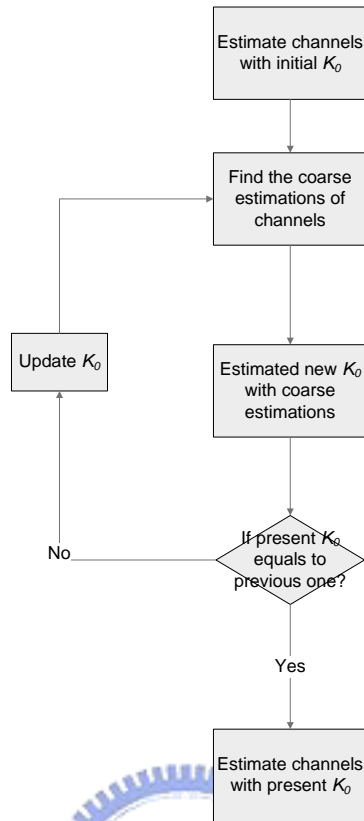 Estimate channels
with initial K₀
Find the coarse
estimations of
channels
Update K₀
Estimated new K₀
with coarse
estimations
If present K₀
equals to
previous one?
No
Yes
Estimate channels
with present K₀